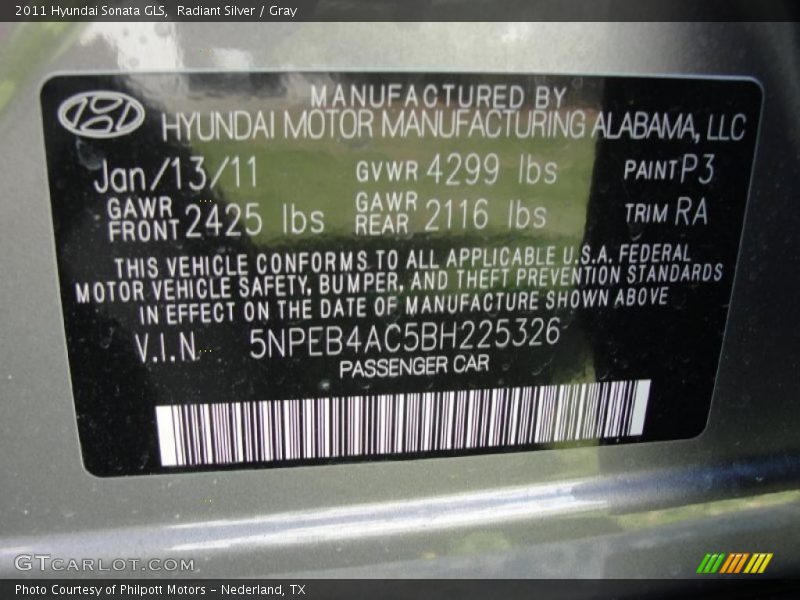 2011 Hyundai Sonata GLS, Radiant Silver / Gray
MANUFACTURED BY
HYUNDAI MOTOR MANUFACTURING ALABAMA, LLC
Jan/13/11 GVWR 4299 lbs PAINT P3
GAWR FRONT 2425 lbs GAWR REAR 2116 lbs TRIM RA
THIS VEHICLE CONFORMS TO ALL APPLICABLE U.S.A. FEDERAL
MOTOR VEHICLE SAFETY, BUMPER, AND THEFT PREVENTION STANDARDS
IN EFFECT ON THE DATE OF MANUFACTURE SHOWN ABOVE
V.I.N. 5NPEB4AC5BH225326
PASSENGER CAR
GTCARLOT.COM
Photo Courtesy of Philpott Motors - Nederland, TX